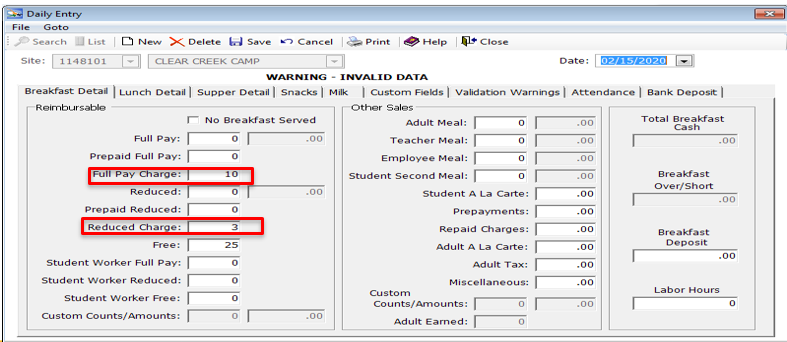 Daily Entry
File Goto
Search List New Delete Save Cancel Print Help Close
Site: 1148101 CLEAR CREEK CAMP Date: 02/15/2020
WARNING - INVALID DATA
Breakfast Detail Lunch Detail Supper Detail Snacks Milk Custom Fields Validation Warnings Attendance Bank Deposit
Reimbursable
No Breakfast Served
Full Pay: 0 .00
Prepaid Full Pay: 0
Full Pay Charge: 10
Reduced: 0 .00
Prepaid Reduced: 0
Reduced Charge: 3
Free: 25
Student Worker Full Pay: 0
Student Worker Reduced: 0
Student Worker Free: 0
Custom Counts/Amounts: 0 .00
Other Sales
Adult Meal: 0 .00
Teacher Meal: 0 .00
Employee Meal: 0 .00
Student Second Meal: 0 .00
Student A La Carte: .00
Prepayments: .00
Repaid Charges: .00
Adult A La Carte: .00
Adult Tax: .00
Miscellaneous: .00
Custom
Counts/Amounts: 0 .00
Adult Earned: 0
Total Breakfast
Cash
.00
Breakfast
Over/Short
.00
Breakfast
Deposit
.00
Labor Hours
0